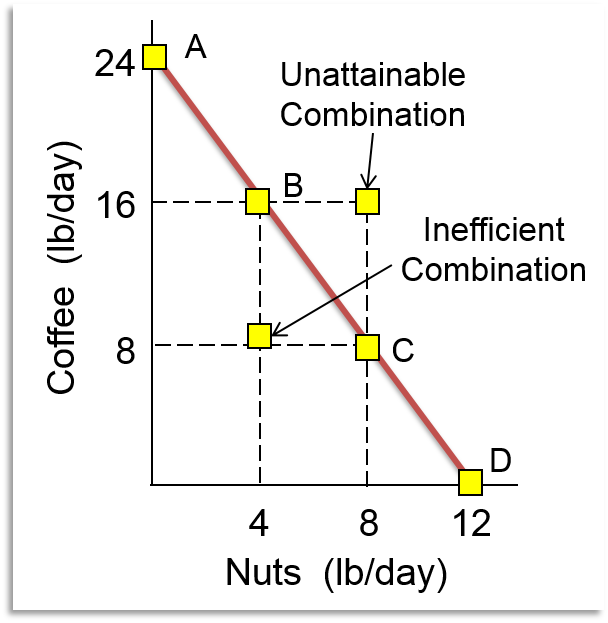 24
A
Unattainable
Combination
B
16
Inefficient
Combination
Coffee (lb/day)
8
C
D
4
8
12
Nuts (lb/day)